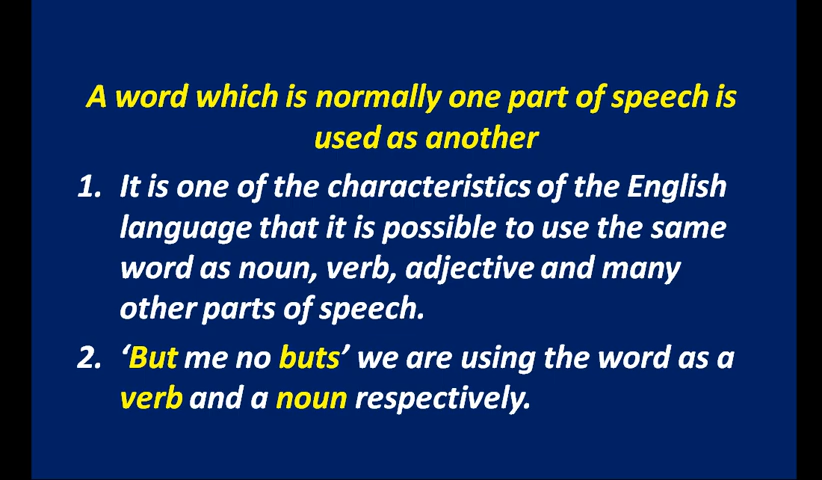 A word which is normally one part of speech is
used as another
1. It is one of the characteristics of the English
language that it is possible to use the same
word as noun, verb, adjective and many
other parts of speech.
2. ‘But me no buts’ we are using the word as a
verb and a noun respectively.